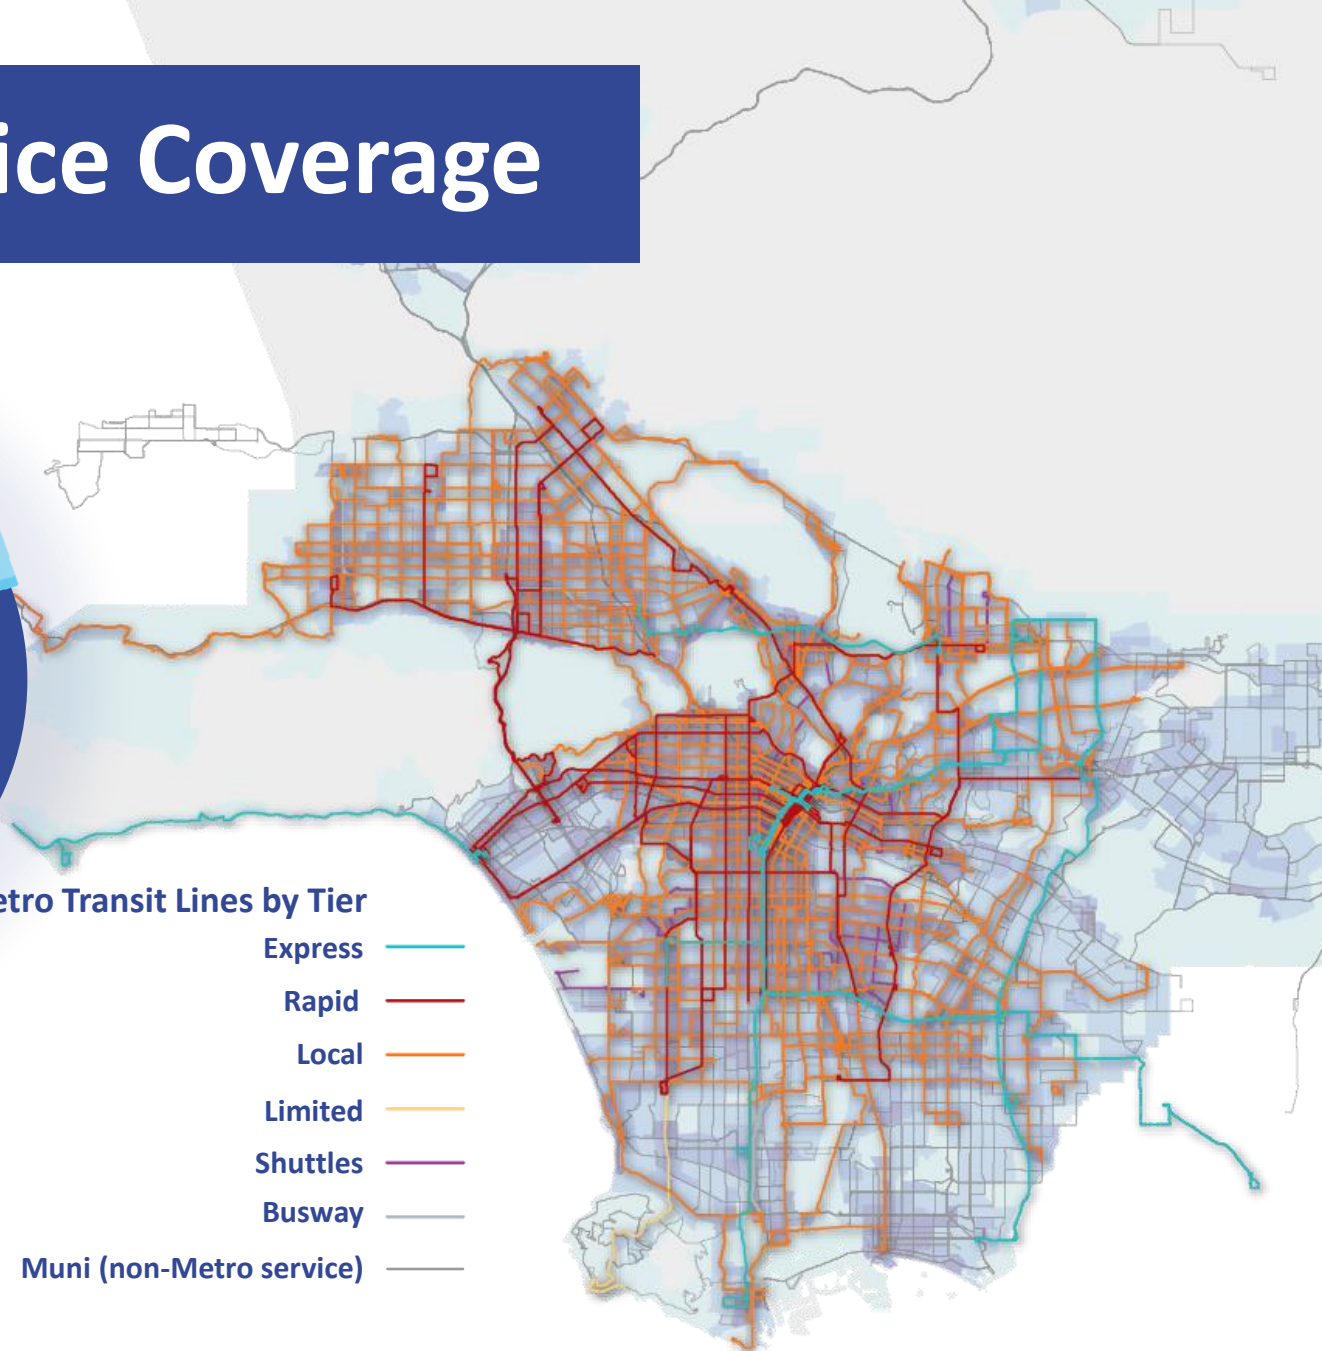 ice Coverage
etro Transit Lines by Tier
Express
Rapid
Local
Limited
Shuttles
Busway
Muni (non-Metro service)